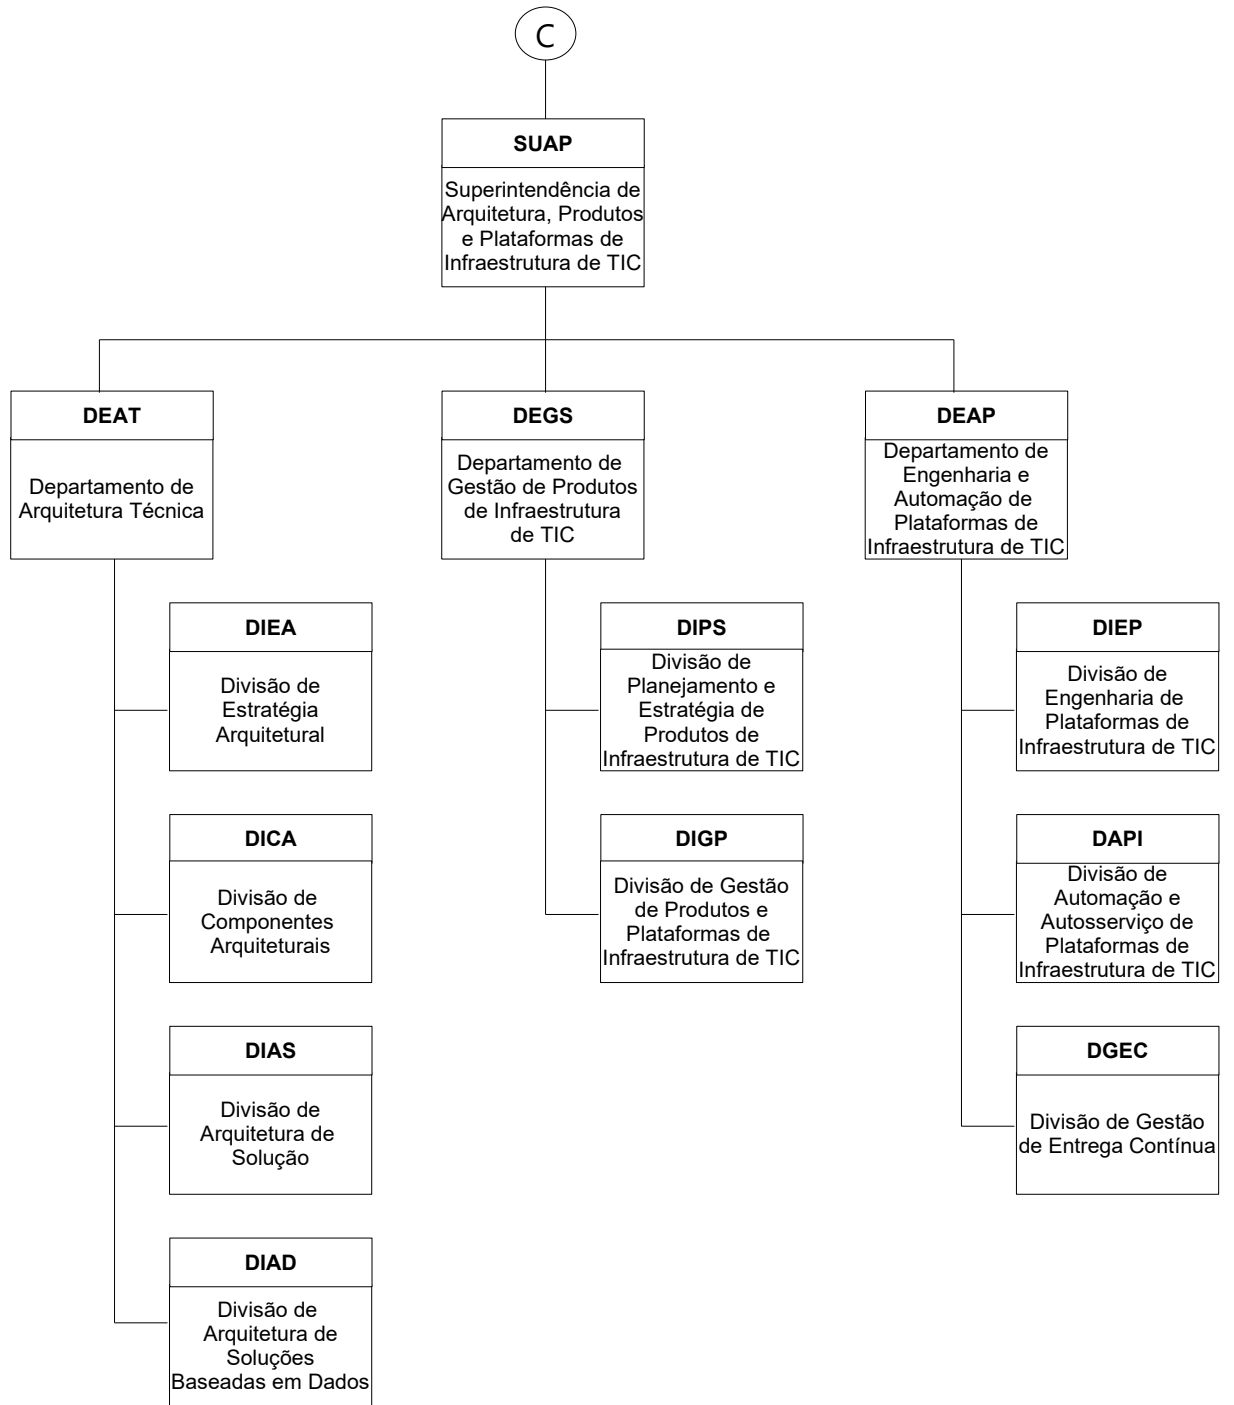 C
SUAP
Superintendência de
Arquitetura, Produtos
e Plataformas de
Infraestrutura de TIC
DEAT
Departamento de
Arquitetura Técnica
DEGS
Departamento de
Gestão de Produtos
de Infraestrutura
de TIC
DEAP
Departamento de
Engenharia e
Automação de
Plataformas de
Infraestrutura de TIC
DIEA
Divisão de
Estratégia
Arquitetural
DICA
Divisão de
Componentes
Arquiteturais
DIAS
Divisão de
Arquitetura de
Solução
DIAD
Divisão de
Arquitetura de
Soluções
Baseadas em Dados
DIPS
Divisão de
Planejamento e
Estratégia de
Produtos de
Infraestrutura de TIC
DIGP
Divisão de Gestão
de Produtos e
Plataformas de
Infraestrutura de TIC
DIEP
Divisão de
Engenharia de
Plataformas de
Infraestrutura de TIC
DAPI
Divisão de
Automação e
Autosserviço de
Plataformas de
Infraestrutura de TIC
DGEC
Divisão de Gestão
de Entrega Contínua